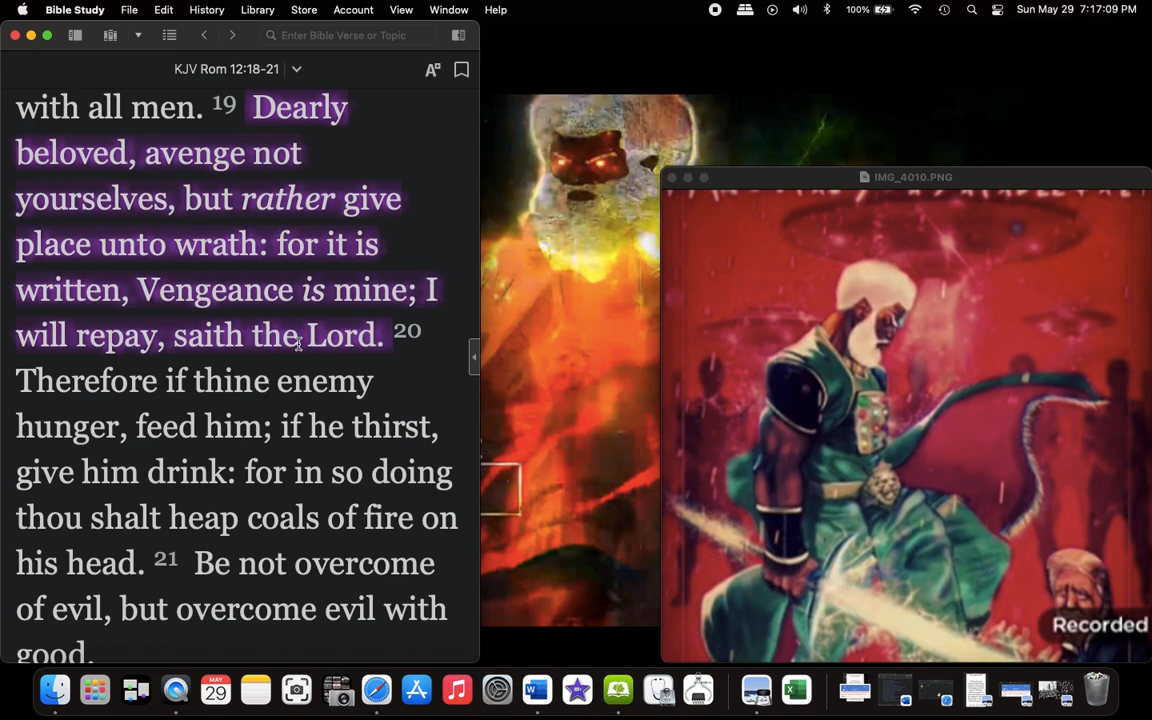 Bible Study File Edit History Library Store Account View Window Help 100% Sun May 29 7:17:09 PM
Enter Bible Verse or Topic
KJV Rom 12:18-21
with all men. 19 Dearly
beloved, avenge not
yourselves, but rather give
place unto wrath: for it is
written, Vengeance is mine; I
will repay, saith the Lord. 20
Therefore if thine enemy
hunger, feed him; if he thirst,
give him drink: for in so doing
thou shalt heap coals of fire on
his head. 21 Be not overcome
of evil, but overcome evil with
good.
IMG_4010.PNG
Recorded
MAY
29